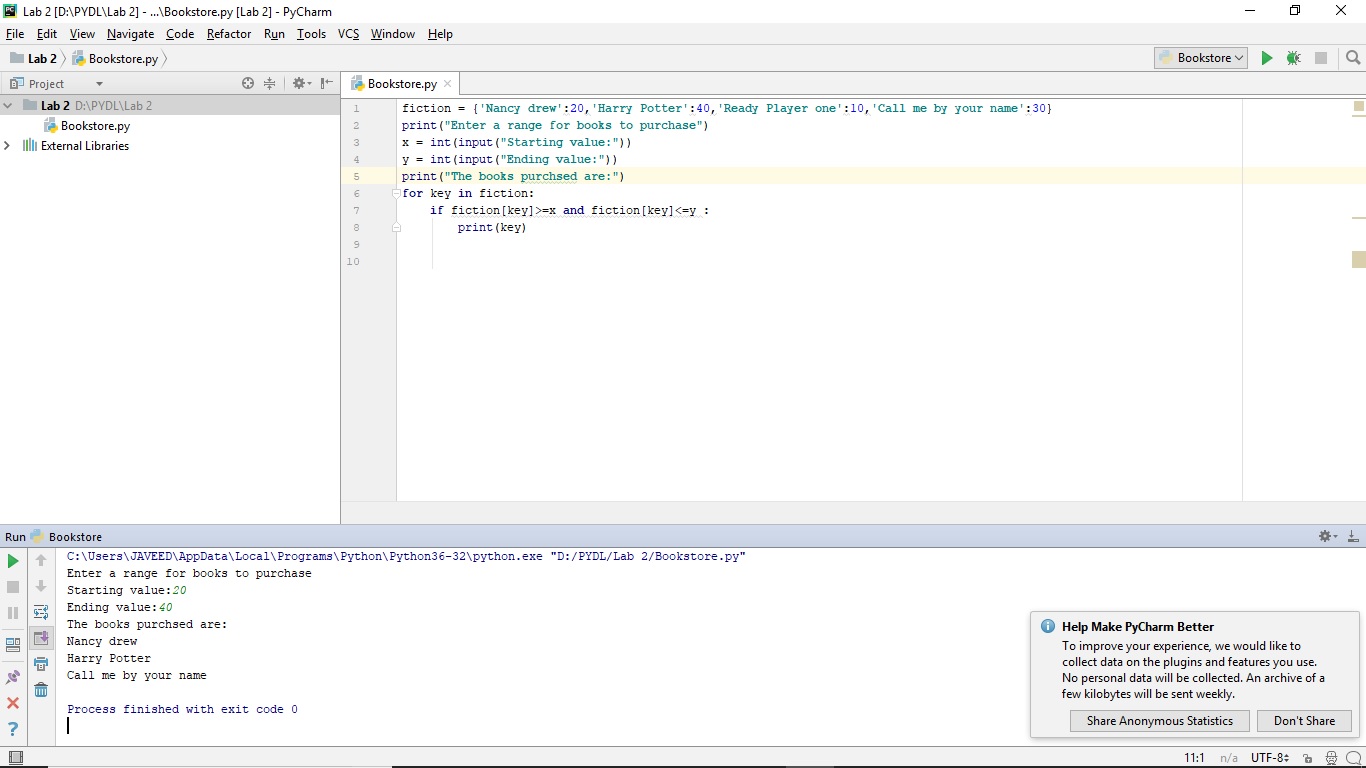 Lab 2 [D:\PYDL\Lab 2] - ...\Bookstore.py [Lab 2] - PyCharm
File Edit View Navigate Code Refactor Run Tools VCS Window Help
Lab 2 Bookstore.py Bookstore
Project Bookstore.py
Lab 2 D:\PYDL\Lab 2
Bookstore.py
External Libraries
1 fiction = {'Nancy drew':20,'Harry Potter':40,'Ready Player one':10,'Call me by your name':30}
2 print("Enter a range for books to purchase")
3 x = int(input("Starting value:"))
4 y = int(input("Ending value:"))
5 print("The books purchsed are:")
6 for key in fiction:
7 if fiction[key]>=x and fiction[key]<=y :
8 print(key)
9
10
Run Bookstore
C:\Users\JAVEED\AppData\Local\Programs\Python\Python36-32\python.exe "D:/PYDL/Lab 2/Bookstore.py"
Enter a range for books to purchase
Starting value:20
Ending value:40
The books purchsed are:
Nancy drew
Harry Potter
Call me by your name
Process finished with exit code 0
Help Make PyCharm Better
To improve your experience, we would like to
collect data on the plugins and features you use.
No personal data will be collected. An archive of a
few kilobytes will be sent weekly.
Share Anonymous Statistics Don't Share
11:1 n/a UTF-8